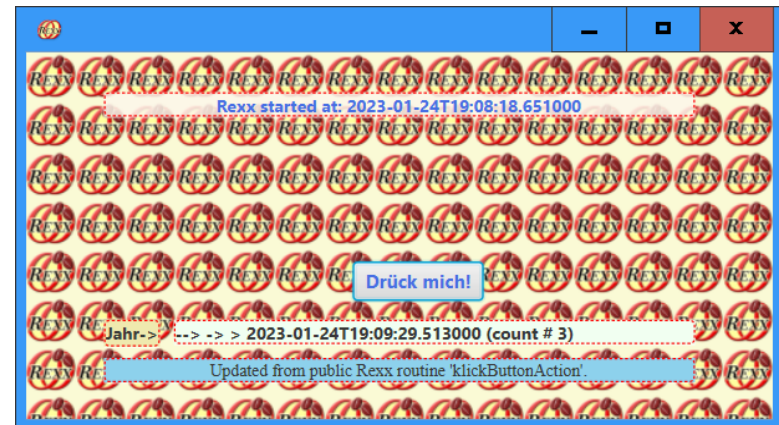 Rexx started at: 2023-01-24T19:08:18.651000
Drück mich!
Jahr-> --> -> > 2023-01-24T19:09:29.513000 (count # 3)
Updated from public Rexx routine 'klickButtonAction'.